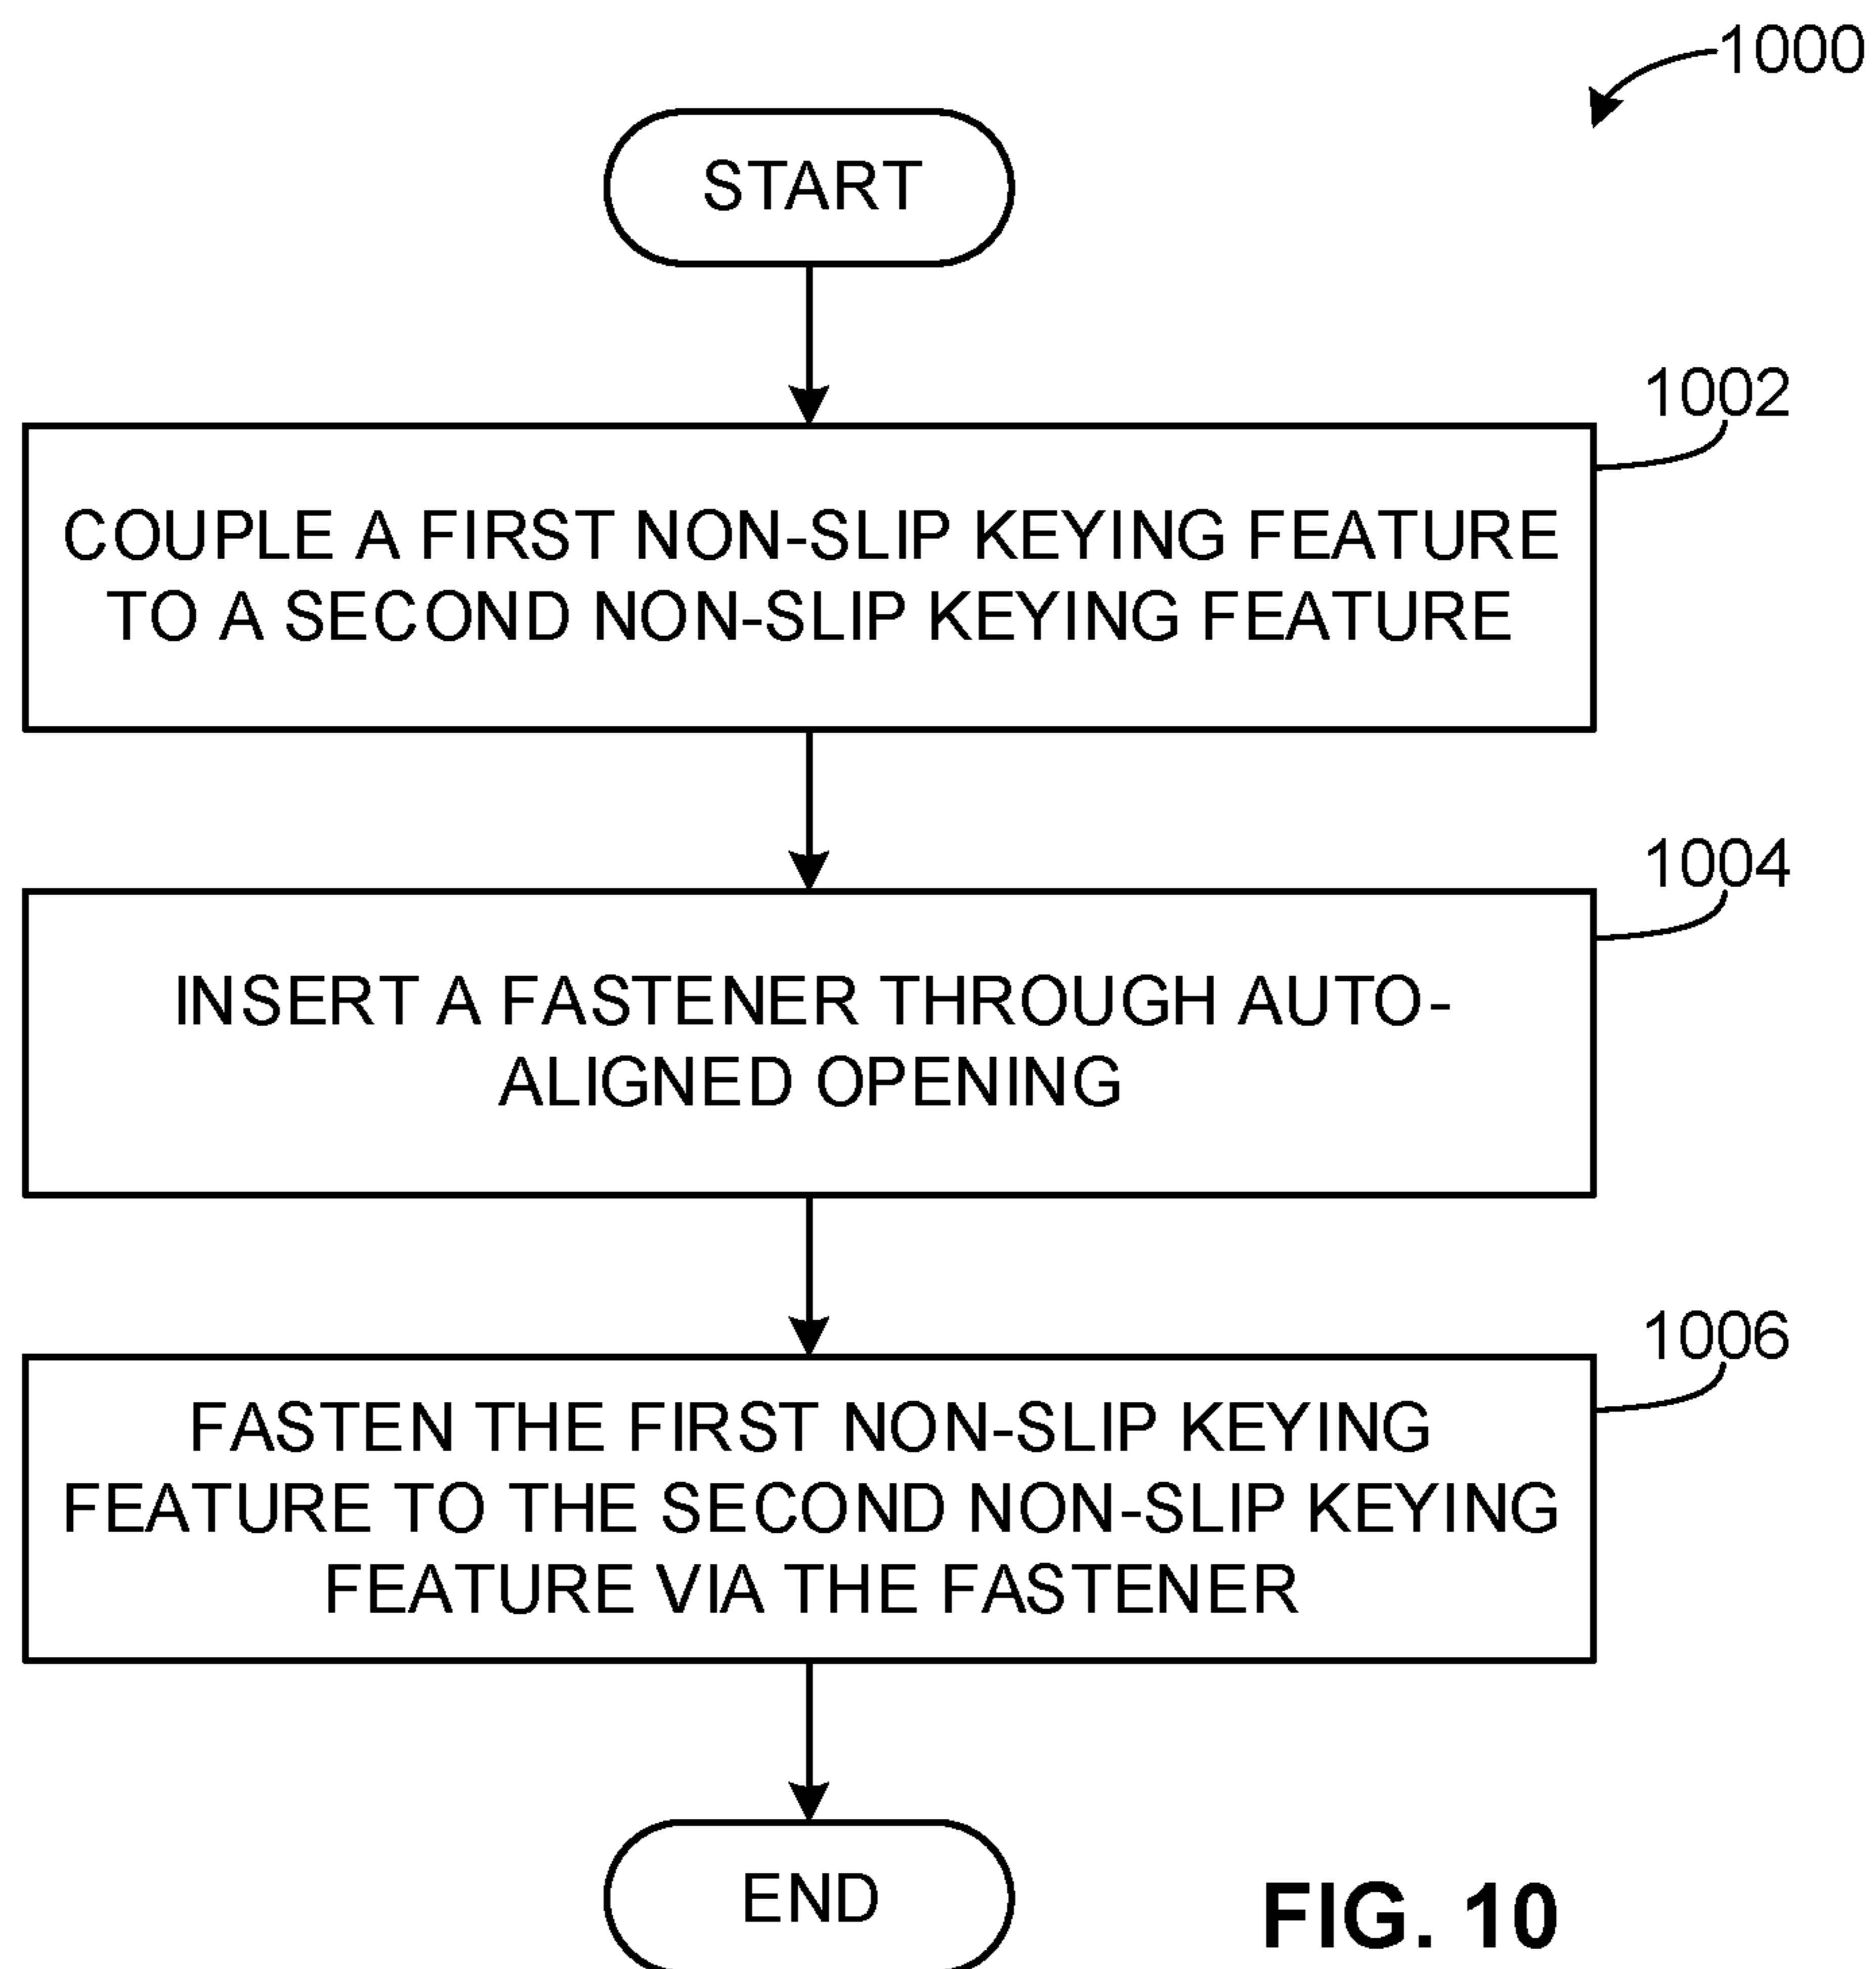 1000
START
1002
COUPLE A FIRST NON-SLIP KEYING FEATURE
TO A SECOND NON-SLIP KEYING FEATURE
1004
INSERT A FASTENER THROUGH AUTO-
ALIGNED OPENING
1006
FASTEN THE FIRST NON-SLIP KEYING
FEATURE TO THE SECOND NON-SLIP KEYING
FEATURE VIA THE FASTENER
END
FIG. 10